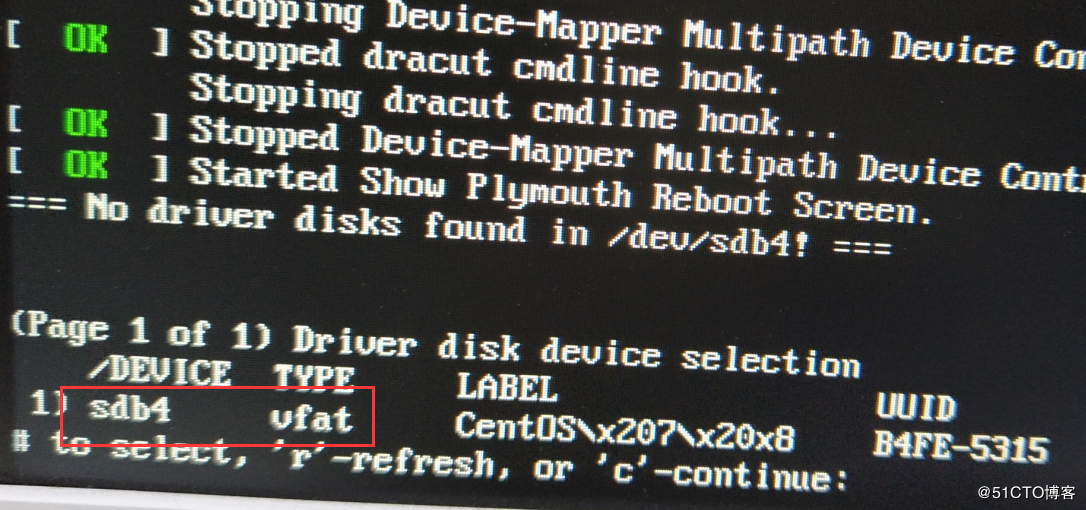 Stopping Device-Mapper Multipath Device Con
[ OK ] Stopped dracut cmdline hook.
Stopping dracut cmdline hook...
[ OK ] Stopped Device-Mapper Multipath Device Cont
[ OK ] Started Show Plymouth Reboot Screen.
=== No driver disks found in /dev/sdb4! ===
(Page 1 of 1) Driver disk device selection
/DEVICE TYPE LABEL UUID
1) sdb4 vfat CentOS\x207\x20x8 B4FE-5315
# to select, 'r'-refresh, or 'c'-continue:
@51CTO博客